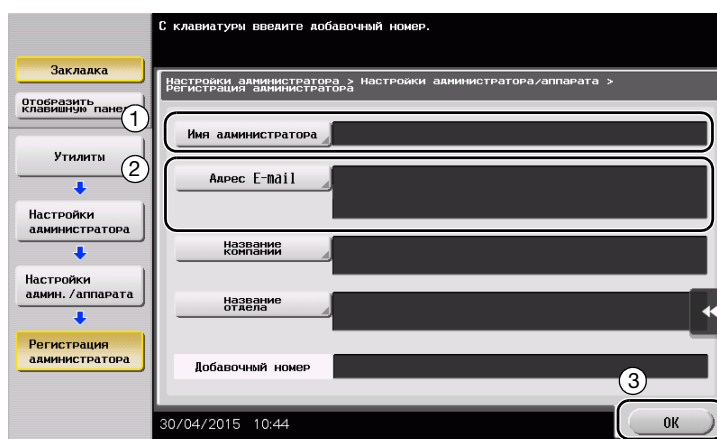 С клавиатуры введите добавочный номер.
Закладка
Отобразить
клавишную панель
1
Утилиты
2
Настройки
администратора
Настройки
админ./аппарата
Регистрация
администратора
Настройки администратора > Настройки администратора/аппарата >
Регистрация администратора
Имя администратора
Адрес E-mail
Название
компании
Название
отдела
Добавочный номер
3
30/04/2015 10:44
OK